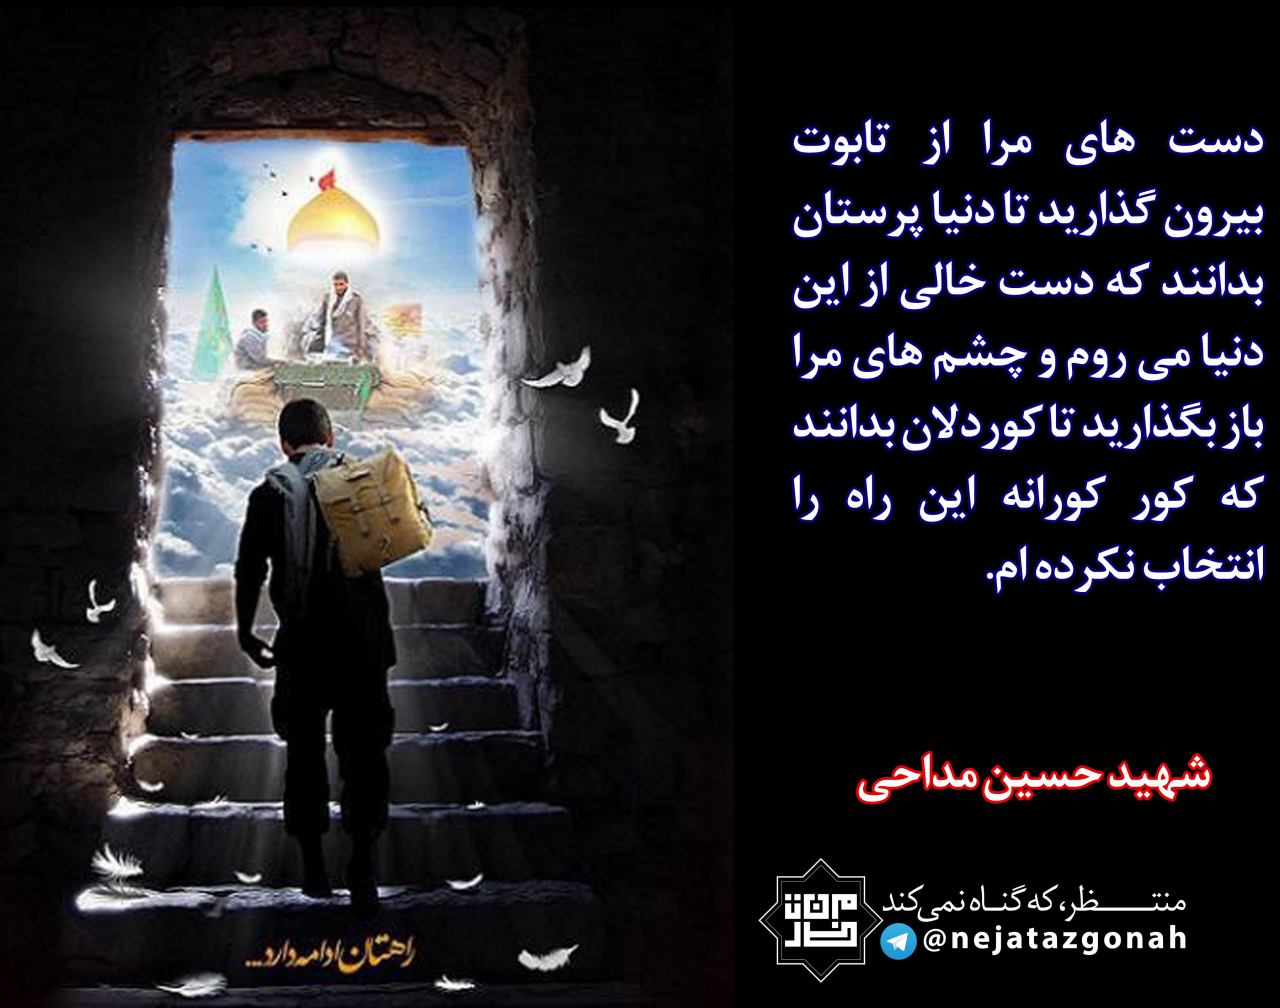 دست های مرا از تابوت
بیرون گذارید تا دنیا پرستان
بدانند که دست خالی از این
دنیا می روم و چشم های مرا
باز بگذارید تا کوردلان بدانند
که کور کورانه این راه را
انتخاب نکرده ام.
شهید حسین مداحی
منتـــظر، که گنـاه نمی‌کند
@nejatazgonah
راهتان ادامه دارد...